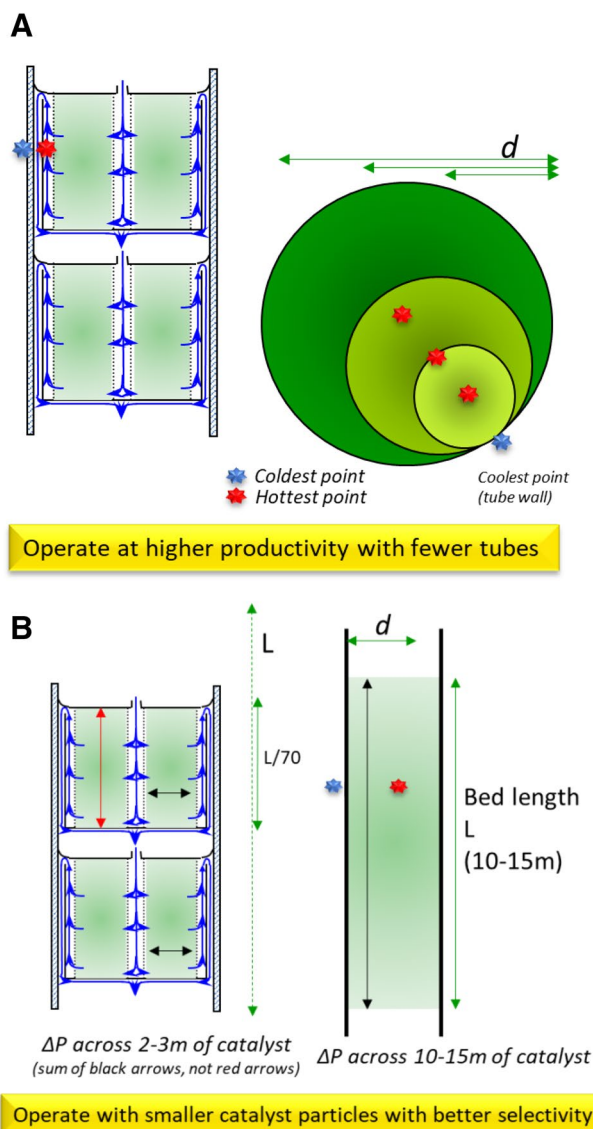 A
d
Coldest point
Hottest point
Coolest point
(tube wall)
Operate at higher productivity with fewer tubes
B
L
L/70
d
Bed length
L
(10-15m)
ΔP across 2-3m of catalyst
(sum of black arrows, not red arrows)
ΔP across 10-15m of catalyst
Operate with smaller catalyst particles with better selectivity